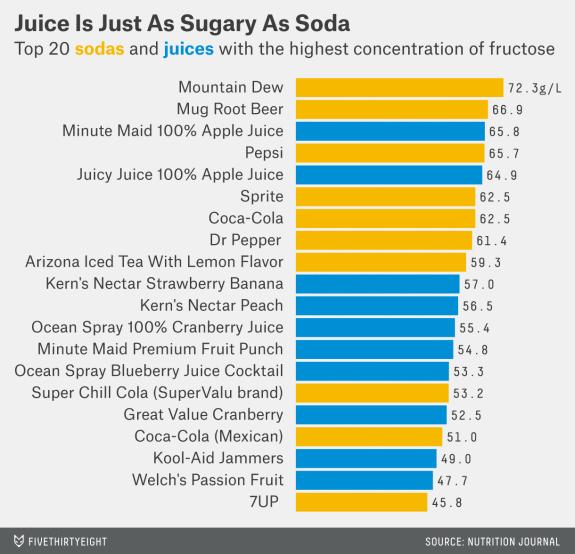 Juice Is Just As Sugary As Soda
Top 20 sodas and juices with the highest concentration of fructose
Mountain Dew 72.3g/L
Mug Root Beer 66.9
Minute Maid 100% Apple Juice 65.8
Pepsi 65.7
Juicy Juice 100% Apple Juice 64.9
Sprite 62.5
Coca-Cola 62.5
Dr Pepper 61.4
Arizona Iced Tea With Lemon Flavor 59.3
Kern's Nectar Strawberry Banana 57.0
Kern's Nectar Peach 56.5
Ocean Spray 100% Cranberry Juice 55.4
Minute Maid Premium Fruit Punch 54.8
Ocean Spray Blueberry Juice Cocktail 53.3
Super Chill Cola (SuperValu brand) 53.2
Great Value Cranberry 52.5
Coca-Cola (Mexican) 51.0
Kool-Aid Jammers 49.0
Welch's Passion Fruit 47.7
7UP 45.8
FIVETHIRTYEIGHT SOURCE: NUTRITION JOURNAL